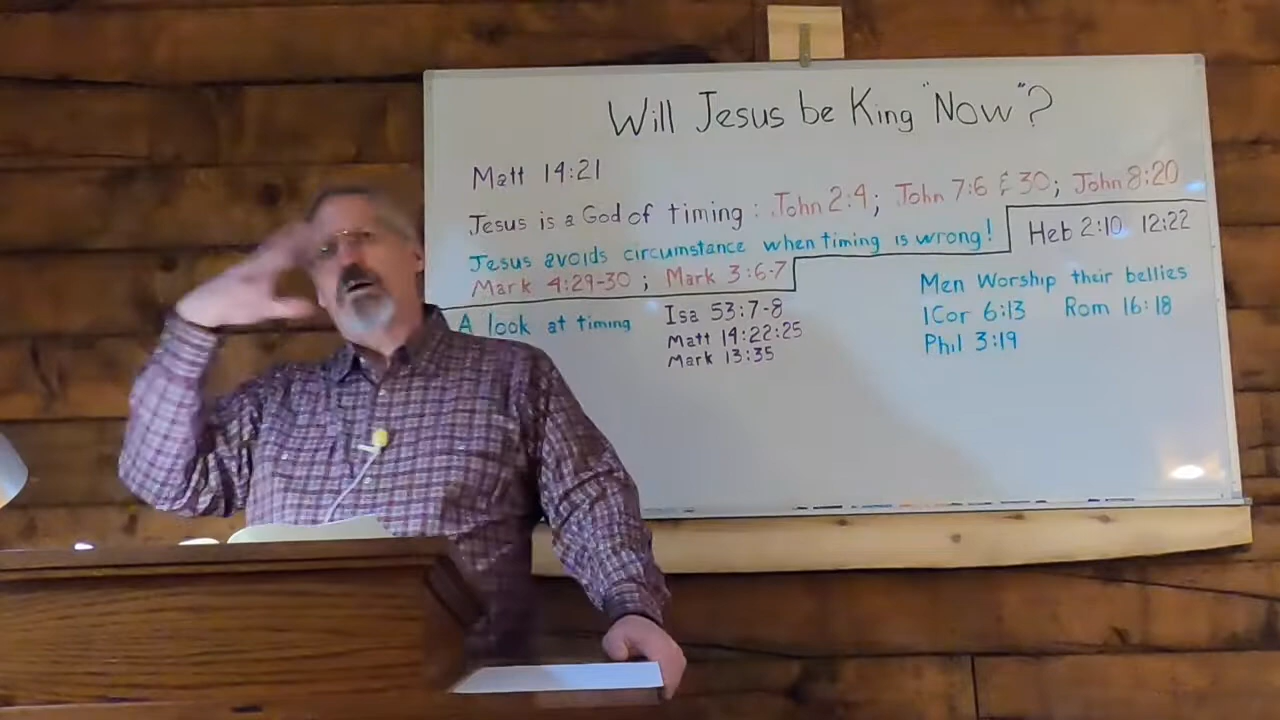 Will Jesus be King "Now"?
Matt 14:21
Jesus is a God of timing : John 2:4; John 7:6 & 30; John 8:20
Jesus avoids circumstance when timing is wrong!
Mark 4:29-30 ; Mark 3:6-7
Heb 2:10 12:22
A look at timing
Isa 53:7-8
Matt 14:22:25
Mark 13:35
Men Worship their bellies
1Cor 6:13 Rom 16:18
Phil 3:19